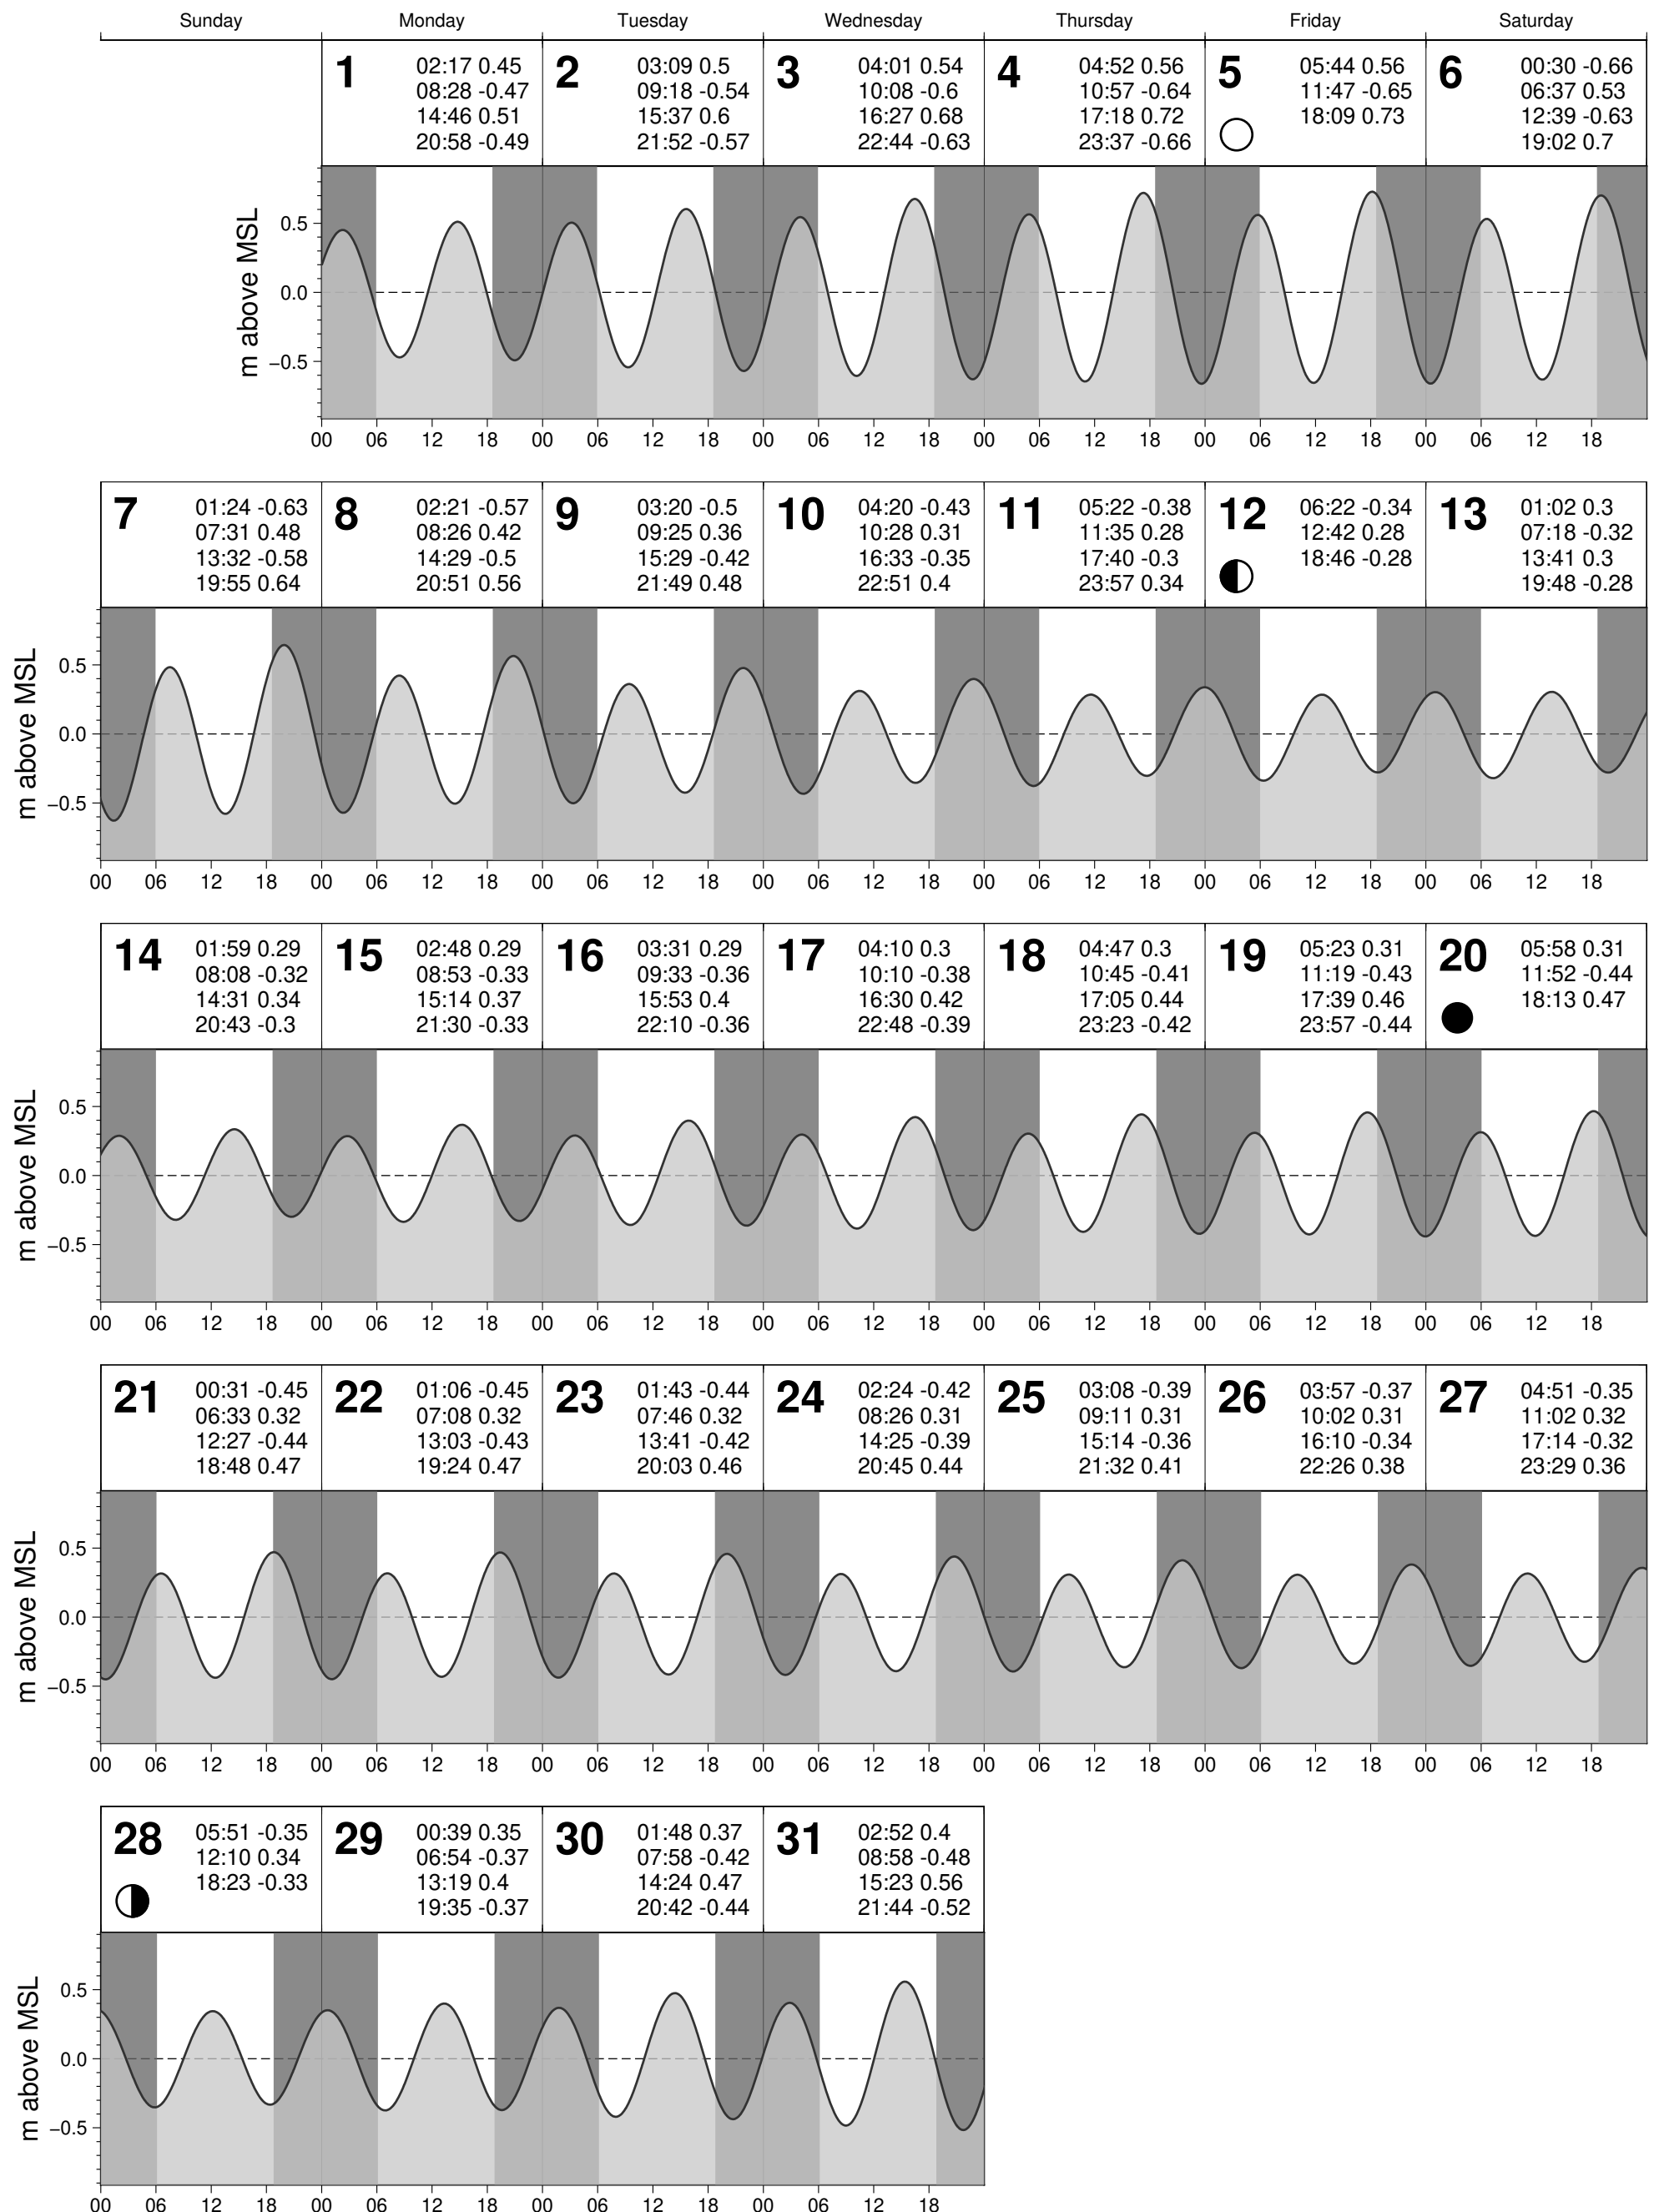 Sunday Monday Tuesday Wednesday Thursday Friday Saturday
1 02:17 0.45
08:28 -0.47
14:46 0.51
20:58 -0.49
2 03:09 0.5
09:18 -0.54
15:37 0.6
21:52 -0.57
3 04:01 0.54
10:08 -0.6
16:27 0.68
22:44 -0.63
4 04:52 0.56
10:57 -0.64
17:18 0.72
23:37 -0.66
5 05:44 0.56
11:47 -0.65
18:09 0.73
6 00:30 -0.66
06:37 0.53
12:39 -0.63
19:02 0.7
m above MSL
0.5
0.0
−0.5
00 06 12 18 00 06 12 18 00 06 12 18 00 06 12 18 00 06 12 18 00 06 12 18
7 01:24 -0.63
07:31 0.48
13:32 -0.58
19:55 0.64
8 02:21 -0.57
08:26 0.42
14:29 -0.5
20:51 0.56
9 03:20 -0.5
09:25 0.36
15:29 -0.42
21:49 0.48
10 04:20 -0.43
10:28 0.31
16:33 -0.35
22:51 0.4
11 05:22 -0.38
11:35 0.28
17:40 -0.3
23:57 0.34
12 06:22 -0.34
12:42 0.28
18:46 -0.28
13 01:02 0.3
07:18 -0.32
13:41 0.3
19:48 -0.28
m above MSL
0.5
0.0
−0.5
00 06 12 18 00 06 12 18 00 06 12 18 00 06 12 18 00 06 12 18 00 06 12 18 00 06 12 18
14 01:59 0.29
08:08 -0.32
14:31 0.34
20:43 -0.3
15 02:48 0.29
08:53 -0.33
15:14 0.37
21:30 -0.33
16 03:31 0.29
09:33 -0.36
15:53 0.4
22:10 -0.36
17 04:10 0.3
10:10 -0.38
16:30 0.42
22:48 -0.39
18 04:47 0.3
10:45 -0.41
17:05 0.44
23:23 -0.42
19 05:23 0.31
11:19 -0.43
17:39 0.46
23:57 -0.44
20 05:58 0.31
11:52 -0.44
18:13 0.47
m above MSL
0.5
0.0
−0.5
00 06 12 18 00 06 12 18 00 06 12 18 00 06 12 18 00 06 12 18 00 06 12 18 00 06 12 18
21 00:31 -0.45
06:33 0.32
12:27 -0.44
18:48 0.47
22 01:06 -0.45
07:08 0.32
13:03 -0.43
19:24 0.47
23 01:43 -0.44
07:46 0.32
13:41 -0.42
20:03 0.46
24 02:24 -0.42
08:26 0.31
14:25 -0.39
20:45 0.44
25 03:08 -0.39
09:11 0.31
15:14 -0.36
21:32 0.41
26 03:57 -0.37
10:02 0.31
16:10 -0.34
22:26 0.38
27 04:51 -0.35
11:02 0.32
17:14 -0.32
23:29 0.36
m above MSL
0.5
0.0
−0.5
00 06 12 18 00 06 12 18 00 06 12 18 00 06 12 18 00 06 12 18 00 06 12 18 00 06 12 18
28 05:51 -0.35
12:10 0.34
18:23 -0.33
29 00:39 0.35
06:54 -0.37
13:19 0.4
19:35 -0.37
30 01:48 0.37
07:58 -0.42
14:24 0.47
20:42 -0.44
31 02:52 0.4
08:58 -0.48
15:23 0.56
21:44 -0.52
m above MSL
0.5
0.0
−0.5
00 06 12 18 00 06 12 18 00 06 12 18 00 06 12 18